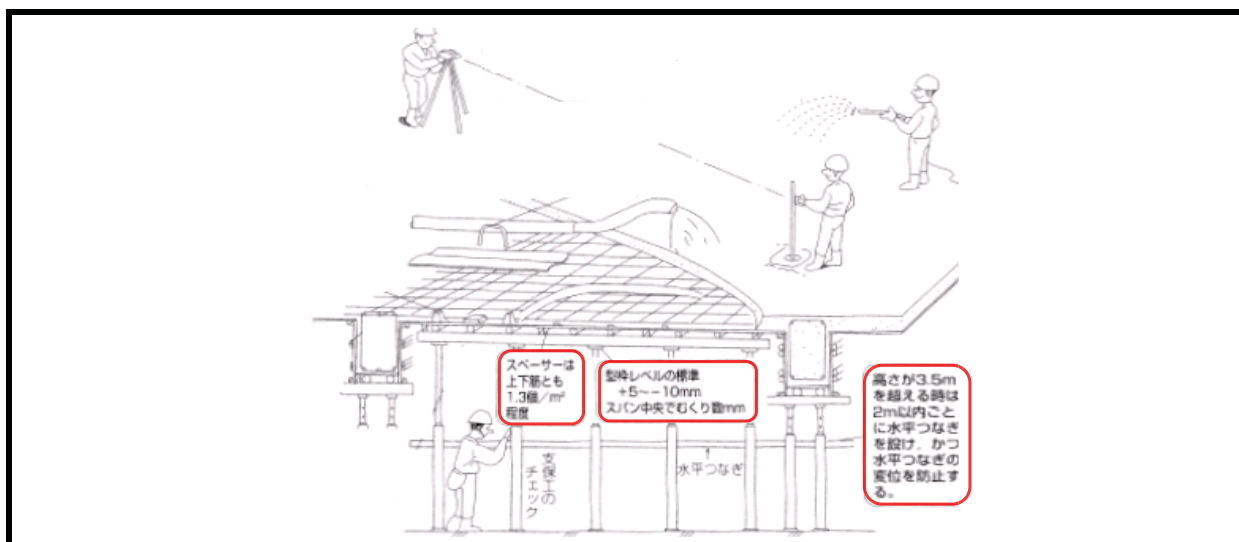 スペーサーは
上下筋とも
1.3個/m²
程度
型枠レベルの標準
+5~-10mm
スパン中央でむくり数mm
高さが3.5m
を超える時は
2m以内ごと
に水平つなぎ
を設け、かつ
水平つなぎの
変位を防止す
る。
支保工の
チェック
水平つなぎ